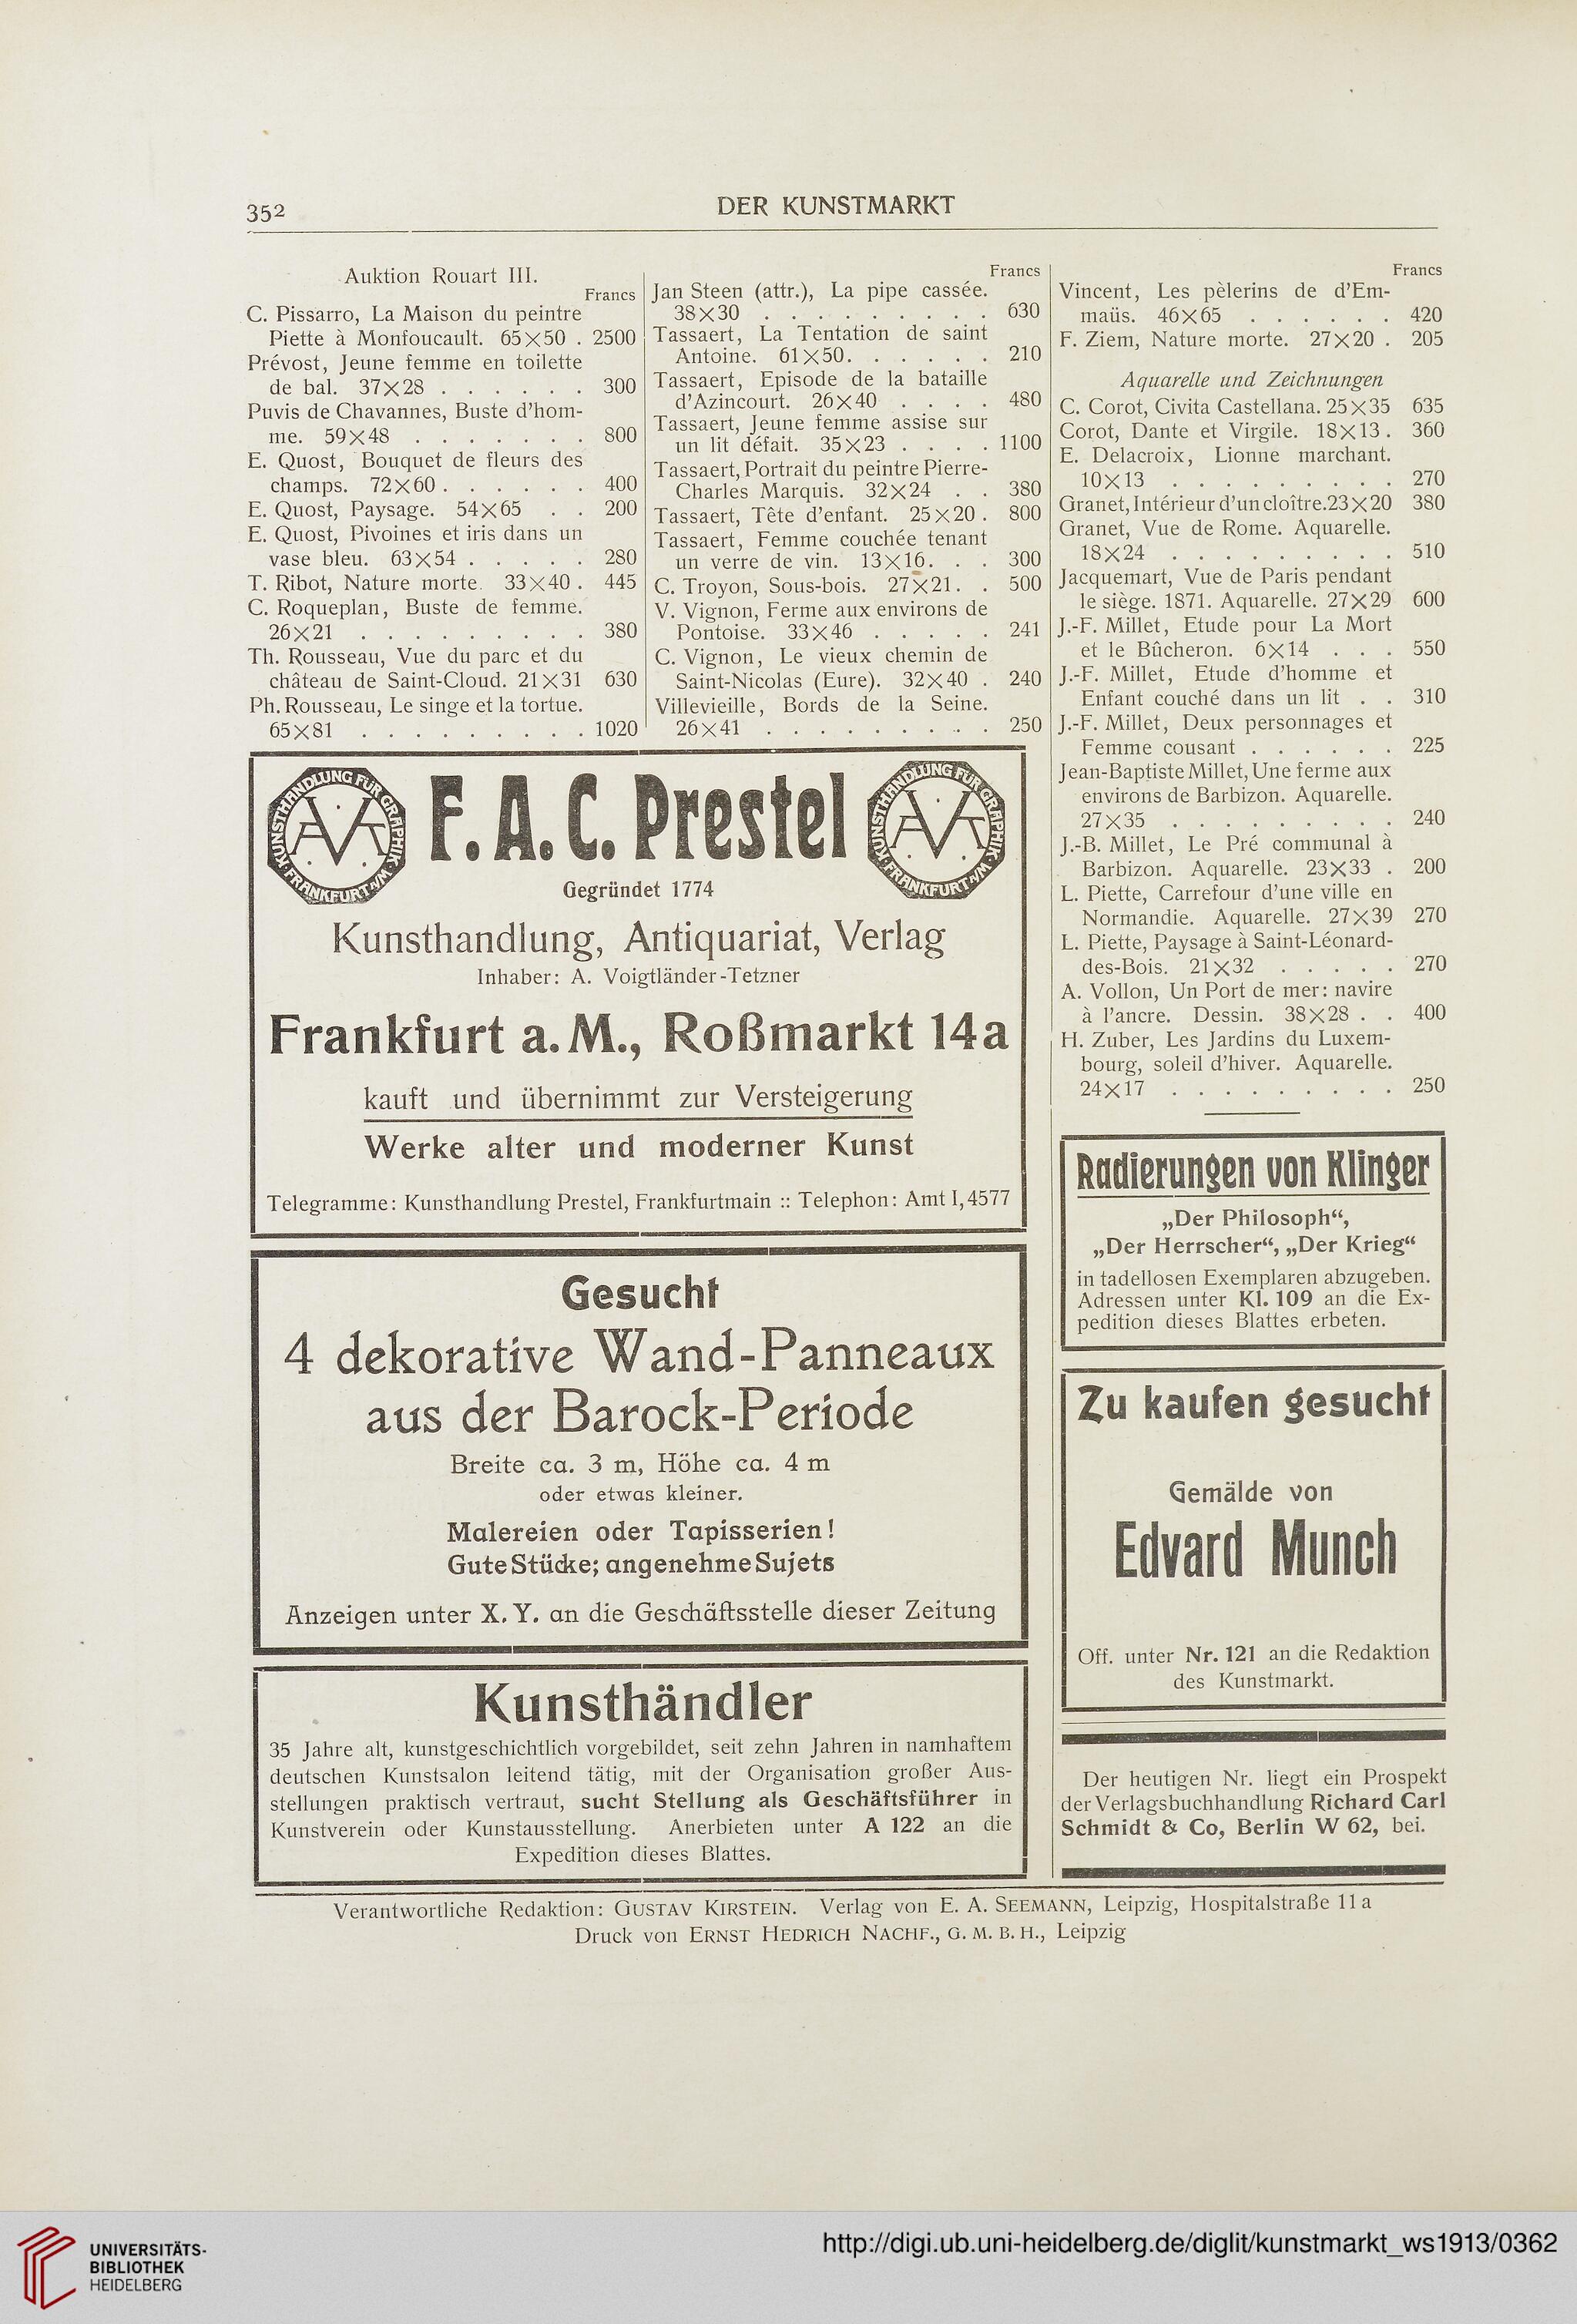 352
DER KUNSTMARKT
Auktion Rouart III.
Francs
C. Pissarro, La Maison du peintre
Piette à Monfoucault. 65×50 . 2500
Prévost, Jeune femme en toilette
de bal. 37×28 . . . . . . 300
Puvis de Chavannes, Buste d'hom-
me. 59×48 . . . . . . . 800
E. Quost, Bouquet de fleurs des
champs. 72×60 . . . . . . 400
E. Quost, Paysage. 54×65 . . 200
E. Quost, Pivoines et iris dans un
vase bleu. 63×54 . . . . . 280
T. Ribot, Nature morte. 33×40 . 445
C. Roqueplan, Buste de femme.
26×21 . . . . . . . . . 380
Th. Rousseau, Vue du parc et du
château de Saint-Cloud. 21×31 630
Ph. Rousseau, Le singe et la tortue.
65×81 . . . . . . . . . 1020
Francs
Jan Steen (attr.), La pipe cassée.
38×30 . . . . . . . . . 630
Tassaert, La Tentation de saint
Antoine. 61×50. . . . . . 210
Tassaert, Episode de la bataille
d'Azincourt. 26×40 . . . . 480
Tassaert, Jeune femme assise sur
un lit défait. 35×23 . . . . 1100
Tassaert, Portrait du peintre Pierre-
Charles Marquis. 32×24 . . 380
Tassaert, Tête d'enfant. 25×20 . 800
Tassaert, Femme couchée tenant
un verre de vin. 13×16. . . 300
C. Troyon, Sous-bois. 27×21. . 500
V. Vignon, Ferme aux environs de
Pontoise. 33×46 . . . . . 241
C. Vignon, Le vieux chemin de
Saint-Nicolas (Eure). 32×40 . 240
Villevieille, Bords de la Seine.
26×41 . . . . . . . . . 250
Francs
Vincent, Les pèlerins de d'Em-
maüs. 46×65 . . . . . . 420
F. Ziem, Nature morte. 27×20 . 205
Aquarelle und Zeichnungen
C. Corot, Civita Castellana. 25×35 635
Corot, Dante et Virgile. 18×13 . 360
E. Delacroix, Lionne marchant.
10×13 . . . . . . . . . 270
Granet, Intérieur d'un cloître. 23×20 380
Granet, Vue de Rome. Aquarelle.
18×24 . . . . . . . . . 510
Jacquemart, Vue de Paris pendant
le siège. 1871. Aquarelle. 27×29 600
J.-F. Millet, Etude pour La Mort
et le Bûcheron. 6×14 . . . 550
J.-F. Millet, Etude d'homme et
Enfant couché dans un lit . . 310
J.-F. Millet, Deux personnages et
Femme cousant . . . . . . 225
Jean-Baptiste Millet, Une ferme aux
environs de Barbizon. Aquarelle.
27×35 . . . . . . . . . 240
J.-B. Millet, Le Pré communal à
Barbizon. Aquarelle. 23×33 . 200
L. Piette, Carrefour d'une ville en
Normandie. Aquarelle. 27×39 270
L. Piette, Paysage à Saint-Léonard-
des-Bois. 21×32 . . . . . 270
A. Vollon, Un Port de mer: navire
à l'ancre. Dessin. 38×28 . . 400
H. Zuber, Les Jardins du Luxem-
bourg, soleil d'hiver. Aquarelle.
24×17 . . . . . . . . . 250
KUNSTHANDLUNG FÜR GRAPHIK · FRANKFURT A/M ·
F. A. C. Prestel
KUNSTHANDLUNG FÜR GRAPHIK · FRANKFURT A/M ·
Gegründet 1774
Kunsthandlung, Antiquariat, Verlag
Inhaber: A. Voigtländer-Tetzner
Frankfurt a. M., Roßmarkt 14a
kauft und übernimmt zur Versteigerung
Werke alter und moderner Kunst
Telegramme: Kunsthandlung Prestel, Frankfurtmain :: Telephon: Amt I, 4577
Gesucht
4 dekorative Wand-Panneaux
aus der Barock-Periode
Breite ca. 3 m, Höhe ca. 4 m
oder etwas kleiner.
Malereien oder Tapisserien!
Gute Stücke; angenehme Sujets
Anzeigen unter X. Y. an die Geschäftsstelle dieser Zeitung
Kunsthändler
35 Jahre alt, kunstgeschichtlich vorgebildet, seit zehn Jahren in namhaftem
deutschen Kunstsalon leitend tätig, mit der Organisation großer Aus-
stellungen praktisch vertraut, sucht Stellung als Geschäftsführer in
Kunstverein oder Kunstausstellung. Anerbieten unter A 122 an die
Expedition dieses Blattes.
Radierungen von Klinger
„Der Philosoph“,
„Der Herrscher“, „Der Krieg“
in tadellosen Exemplaren abzugeben.
Adressen unter Kl. 109 an die Ex-
pedition dieses Blattes erbeten.
Zu kaufen gesucht
Gemälde von
Edvard Munch
Off. unter Nr. 121 an die Redaktion
des Kunstmarkt.
Der heutigen Nr. liegt ein Prospekt
der Verlagsbuchhandlung Richard Carl
Schmidt & Co, Berlin W 62, bei.
Verantwortliche Redaktion: GUSTAV KIRSTEIN. Verlag von E. A. SEEMANN, Leipzig, Hospitalstraße 11a
Druck von ERNST HEDRICH NACHF., G. M. B. H., Leipzig
UNIVERSITÄTS-
BIBLIOTHEK
HEIDELBERG
http://digi.ub.uni-heidelberg.de/diglit/kunstmarkt_ws1913/0362